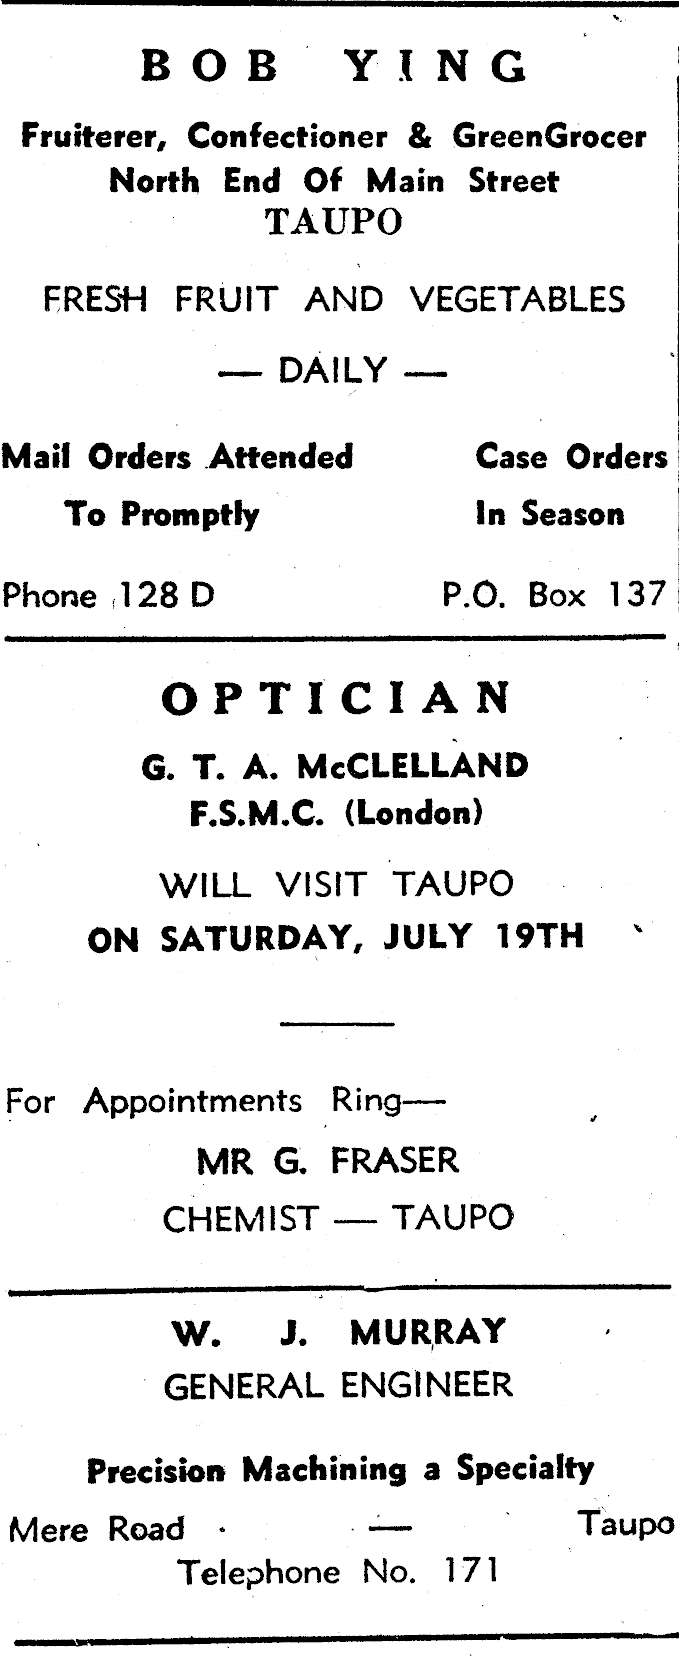 BOB YING
Fruiterer, Confectioner & GreenGrocer
North End Of Main Street
TAUPO
FRESH FRUIT AND VEGETABLES
— DAILY —
Mail Orders Attended Case Orders
To Promptly In Season
Phone 128 D P.O. Box 137
OPTICIAN
G. T. A. McCLELLAND
F.S.M.C. (London)
WILL VISIT TAUPO
ON SATURDAY, JULY 19TH
For Appointments Ring—
MR G. FRASER
CHEMIST — TAUPO
W. J. MURRAY
GENERAL ENGINEER
Precision Machining a Specialty
Mere Road — Taupo
Telephone No. 171